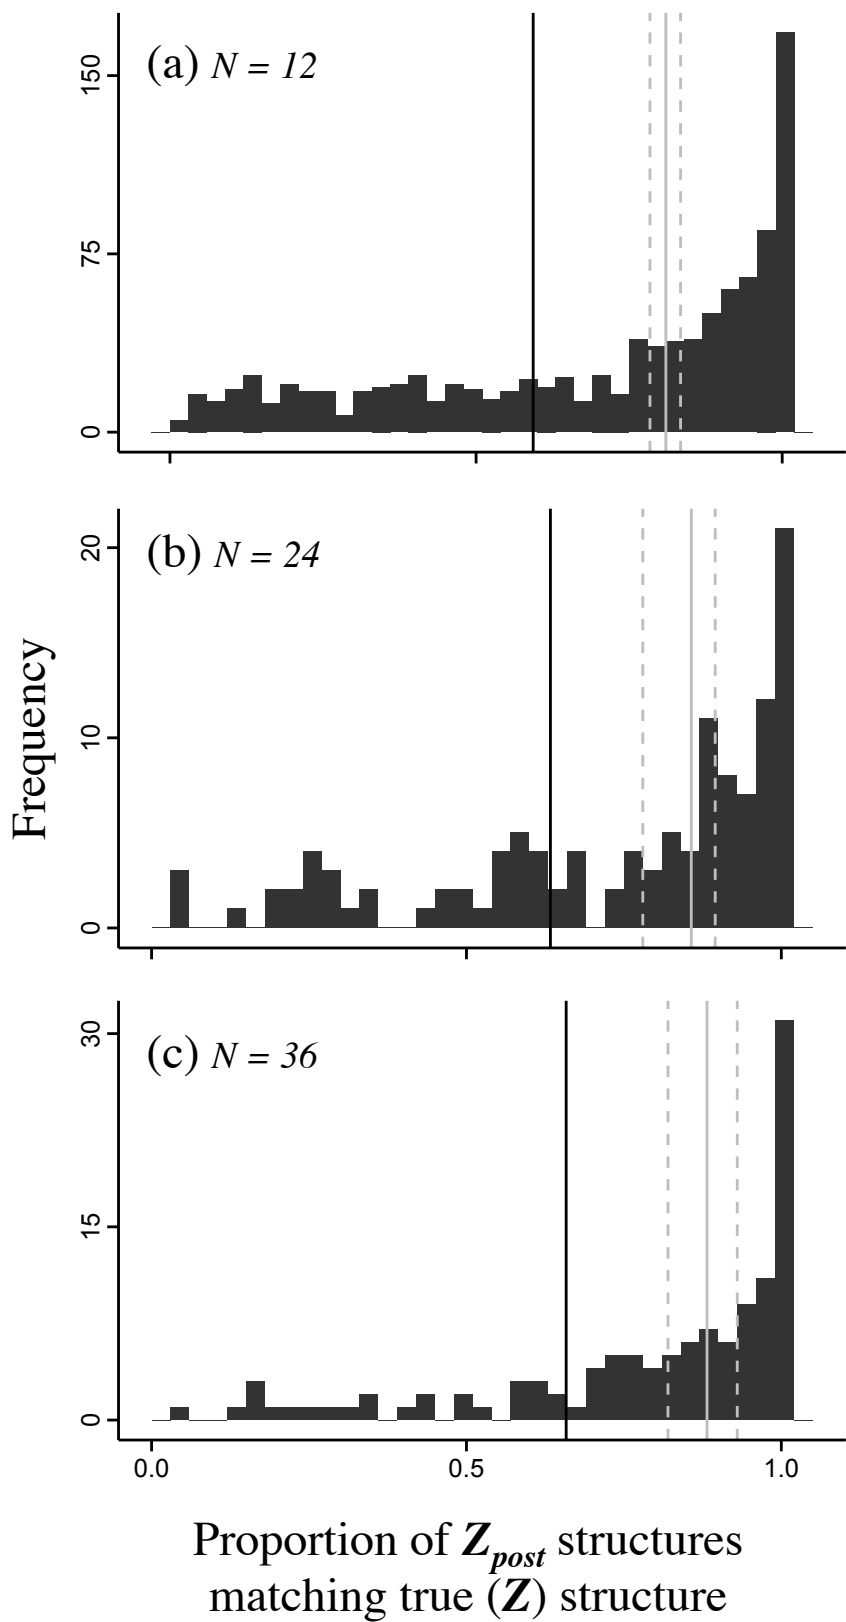 (a) N = 12
150
75
0
(b) N = 24
20
10
0
Frequency
(c) N = 36
30
15
0
0.0 0.5 1.0
Proportion of Zpost structures
matching true (Z) structure